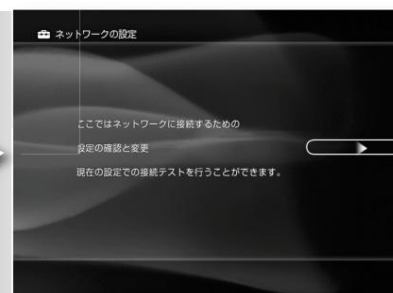 ネットワークの設定
ここではネットワークに接続するための
設定の確認と変更
現在の設定での接続テストを行うことができます。